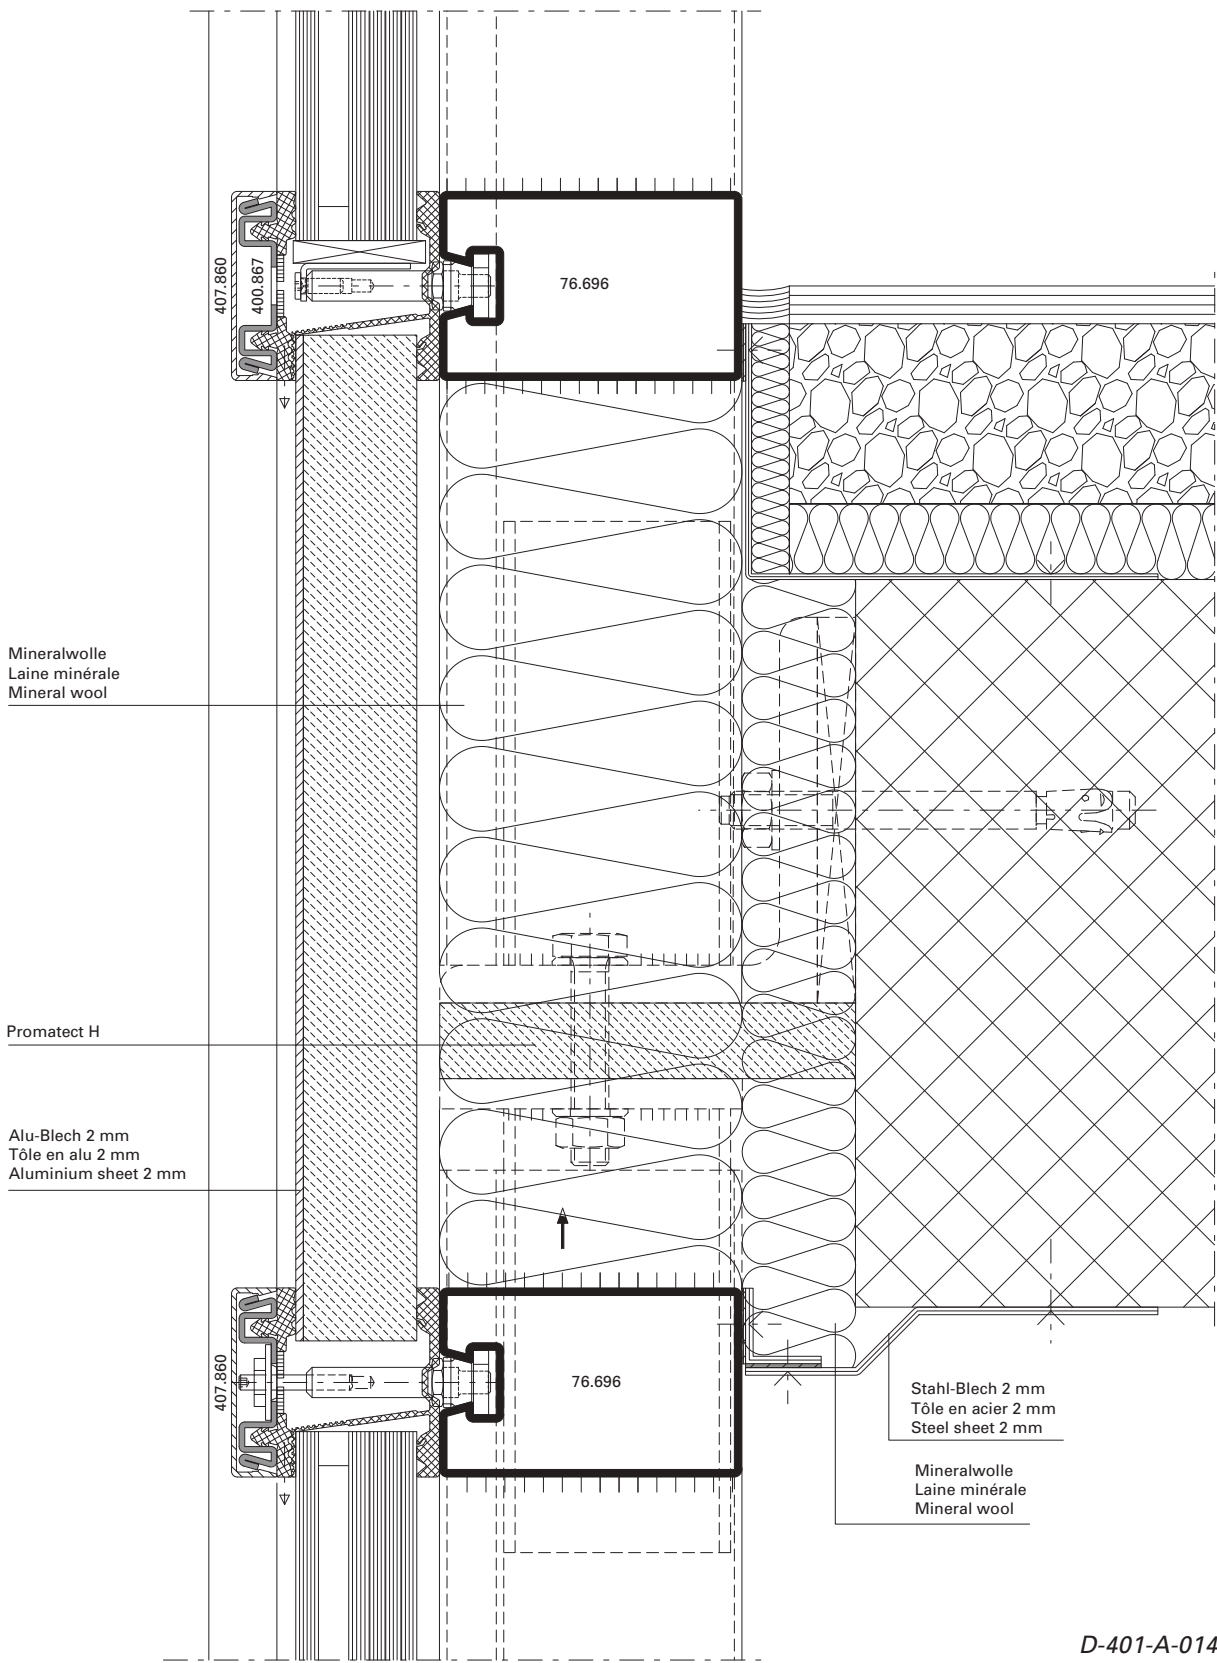 407.860
400.867
76.696
Mineralwolle
Laine minérale
Mineral wool
Promatect H
Alu-Blech 2 mm
Tôle en alu 2 mm
Aluminium sheet 2 mm
407.860
76.696
Stahl-Blech 2 mm
Tôle en acier 2 mm
Steel sheet 2 mm
Mineralwolle
Laine minérale
Mineral wool
D-401-A-014